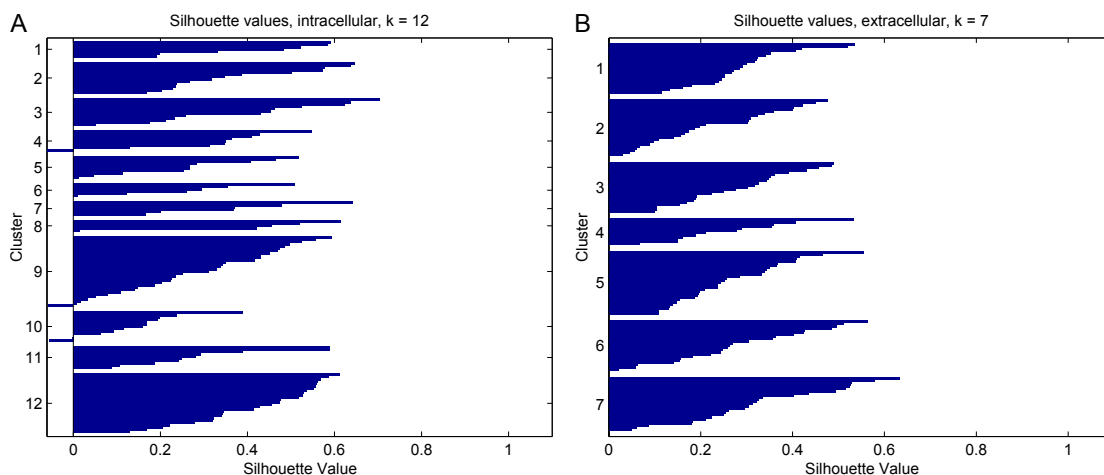 A
Silhouette values, intracellular, k = 12
Cluster
1
2
3
4
5
6
7
8
9
10
11
12
0 0.2 0.4 0.6 0.8 1
Silhouette Value
B
Silhouette values, extracellular, k = 7
Cluster
1
2
3
4
5
6
7
0 0.2 0.4 0.6 0.8 1
Silhouette Value